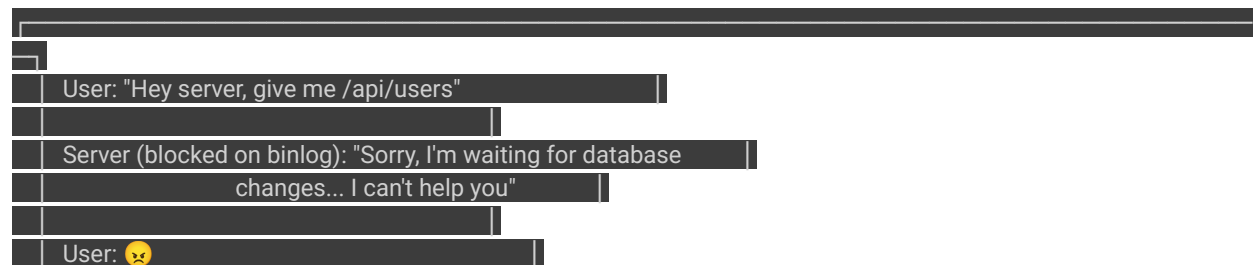 User: "Hey server, give me /api/users"
Server (blocked on binlog): "Sorry, I'm waiting for database
changes... I can't help you"
User: 😠